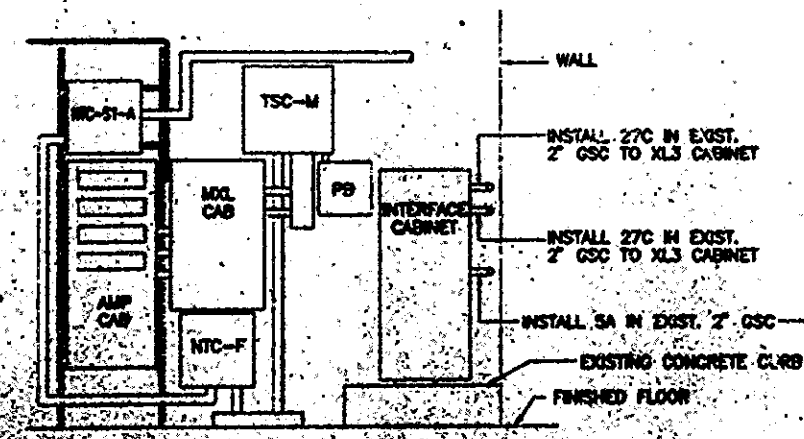 WALL
TSC-M
NTC-S1-A
INSTALL 27C IN EXIST.
2" GSC TO XL3 CABINET
MXL
CAB
PB
INTERFACE
CABINET
INSTALL 27C IN EXIST.
2" GSC TO XL3 CABINET
AMP
CAB
INSTALL 5A IN EXIST. 2" GSC
NTC-F
EXISTING CONCRETE CURB
FINISHED FLOOR